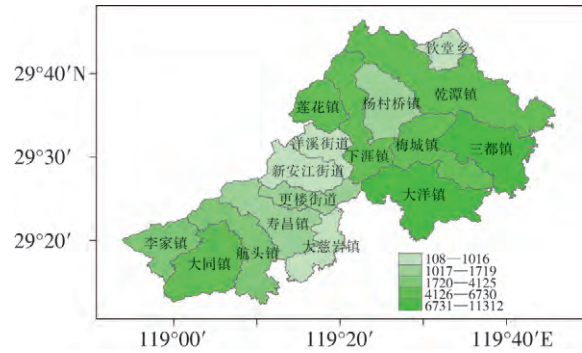 29°40′N
29°30′
29°20′
钦堂乡
莲花镇
杨村桥镇
乾潭镇
洋溪街道
下涯镇
梅城镇
三都镇
新安江街道
大洋镇
更楼街道
寿昌镇
李家镇
航头镇
大慈岩镇
大同镇
108—1016
1017—1719
1720—4125
4126—6730
6731—11312
119°00′
119°20′
119°40′E